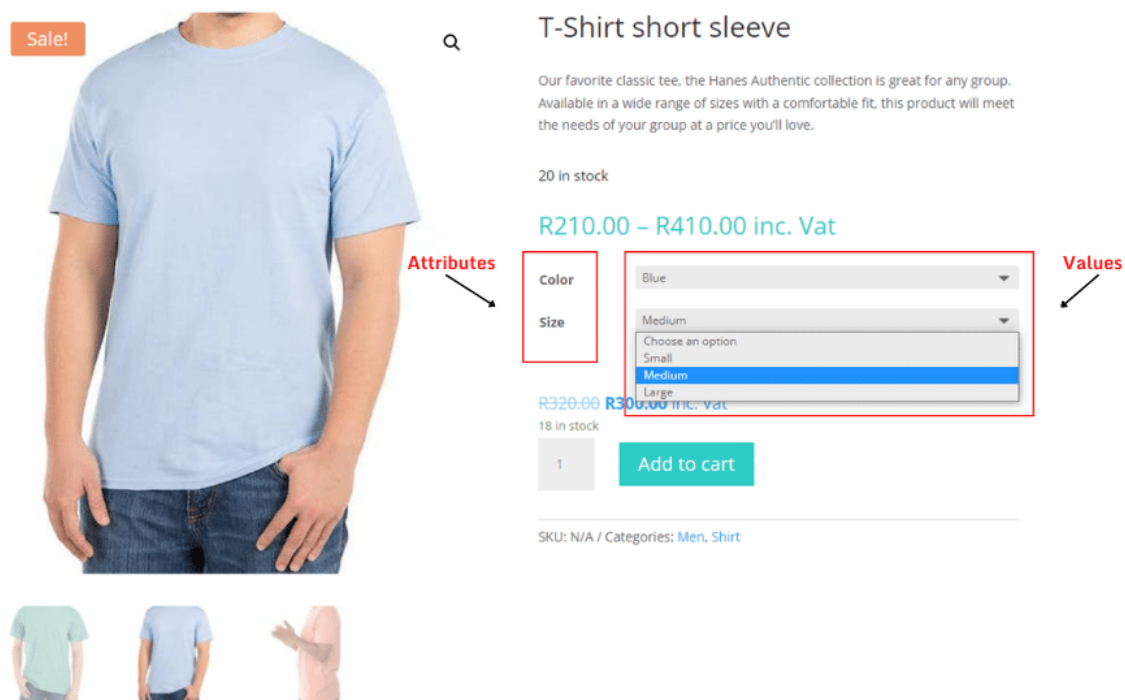 Sale!
T-Shirt short sleeve
Our favorite classic tee, the Hanes Authentic collection is great for any group.
Available in a wide range of sizes with a comfortable fit, this product will meet
the needs of your group at a price you'll love.
20 in stock
R210.00 – R410.00 inc. Vat
Attributes
Values
Color
Blue
Size
Medium
Choose an option
Small
Medium
Large
R320.00 R300.00 inc. Vat
18 in stock
1
Add to cart
SKU: N/A / Categories: Men, Shirt